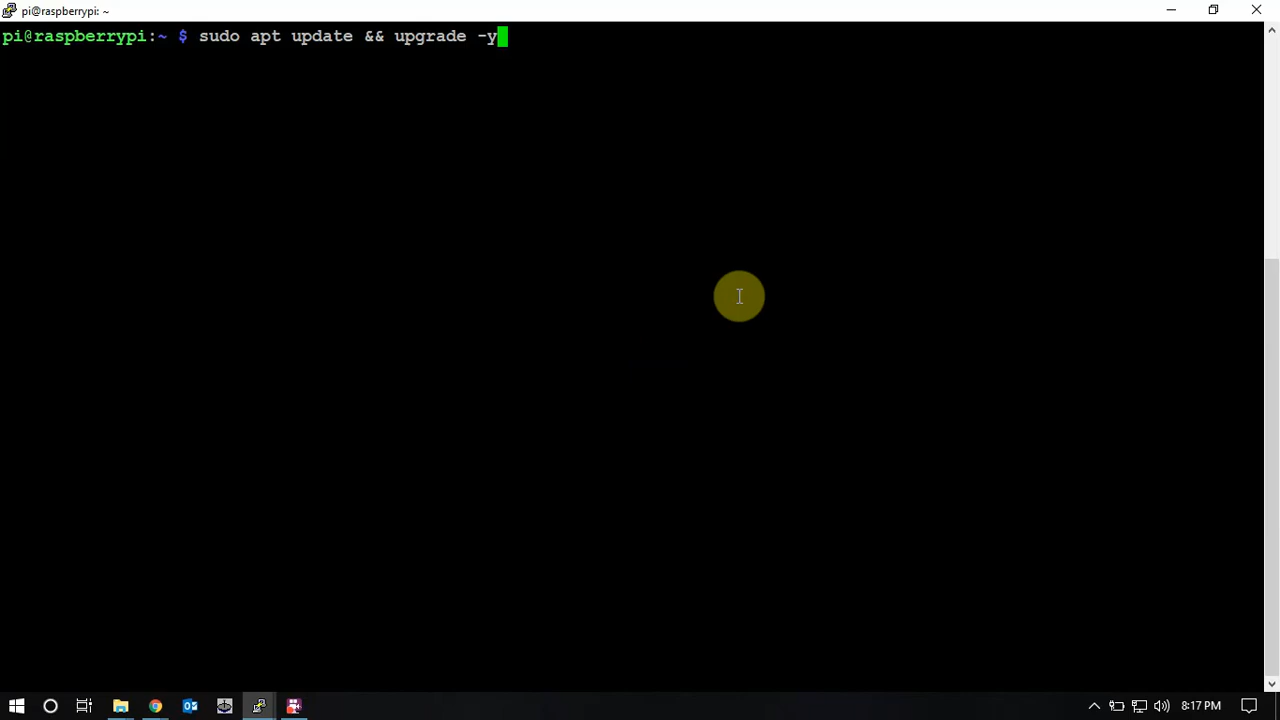 pi@raspberrypi: ~
pi@raspberrypi:~ $ sudo apt update && upgrade -y
8:17 PM